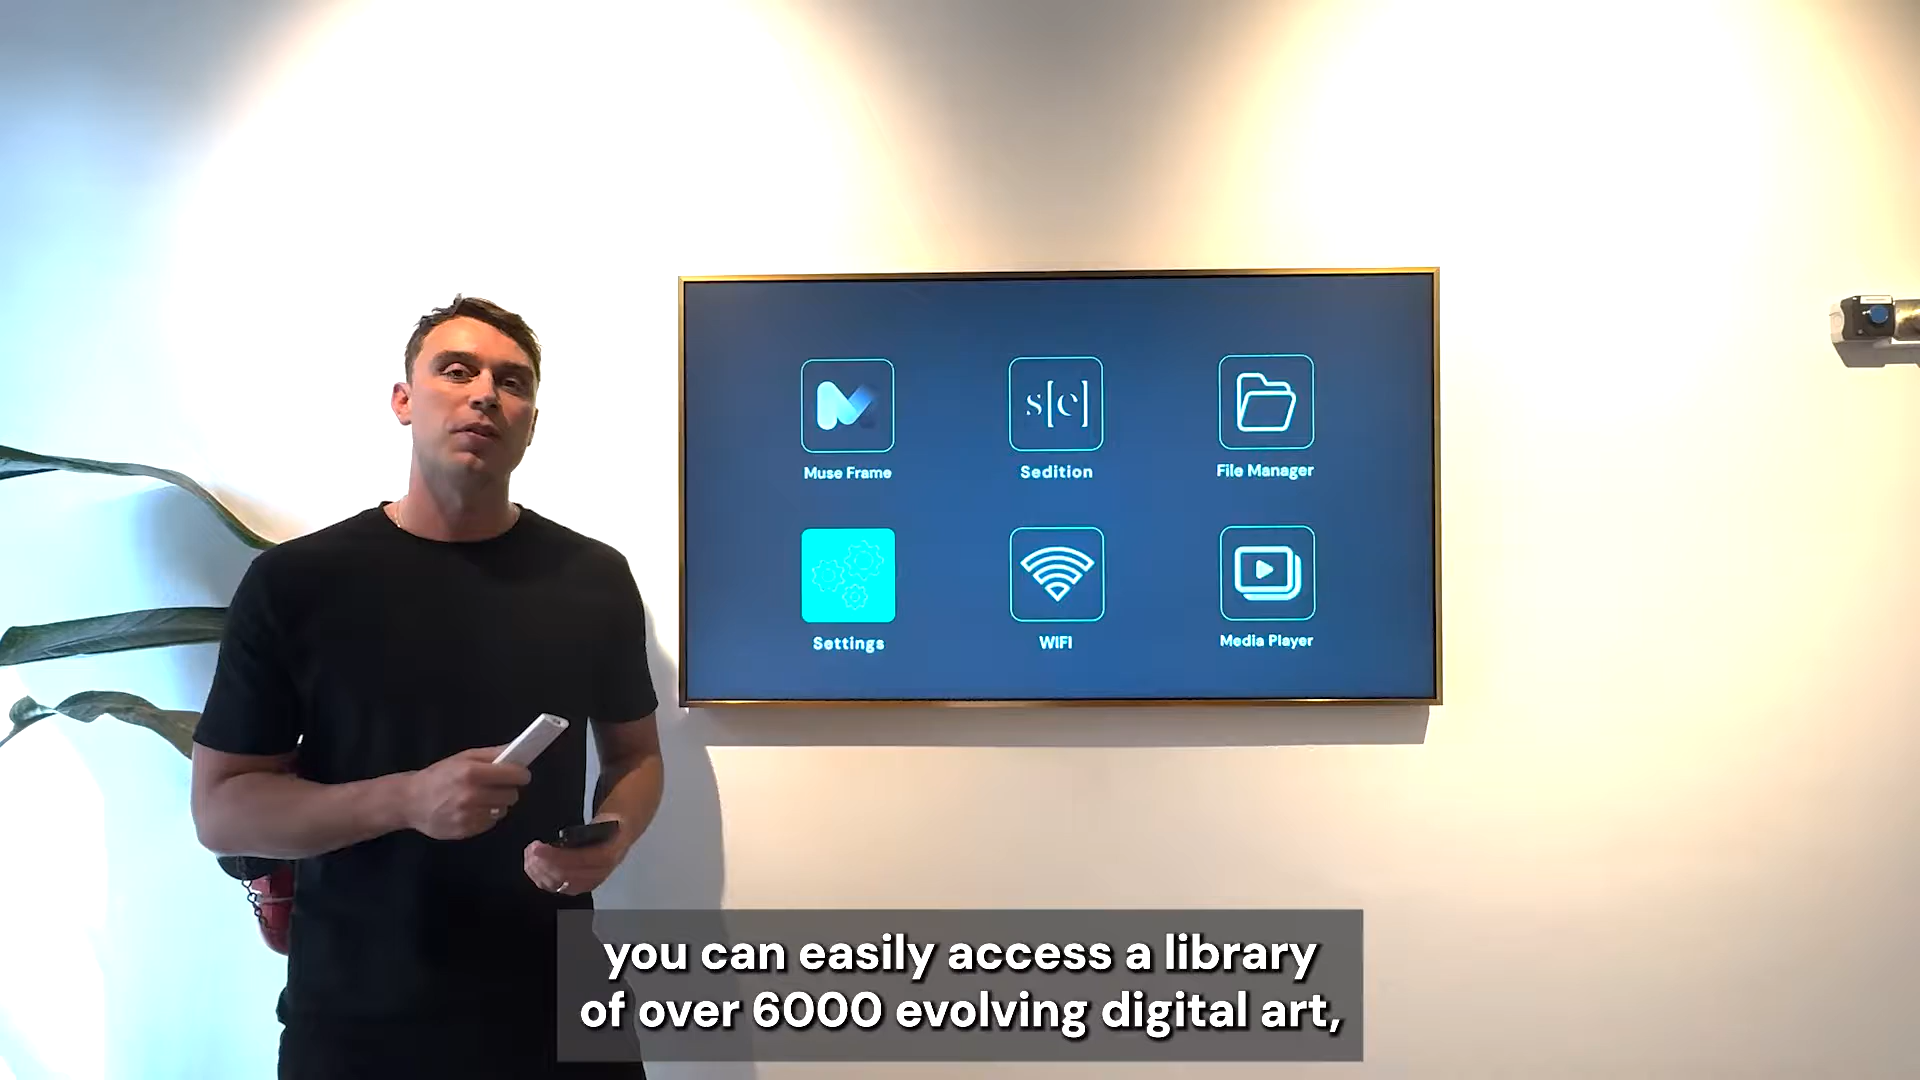 s[e]
Muse Frame
Sedition
File Manager
Settings
WIFI
Media Player
you can easily access a library
of over 6000 evolving digital art,